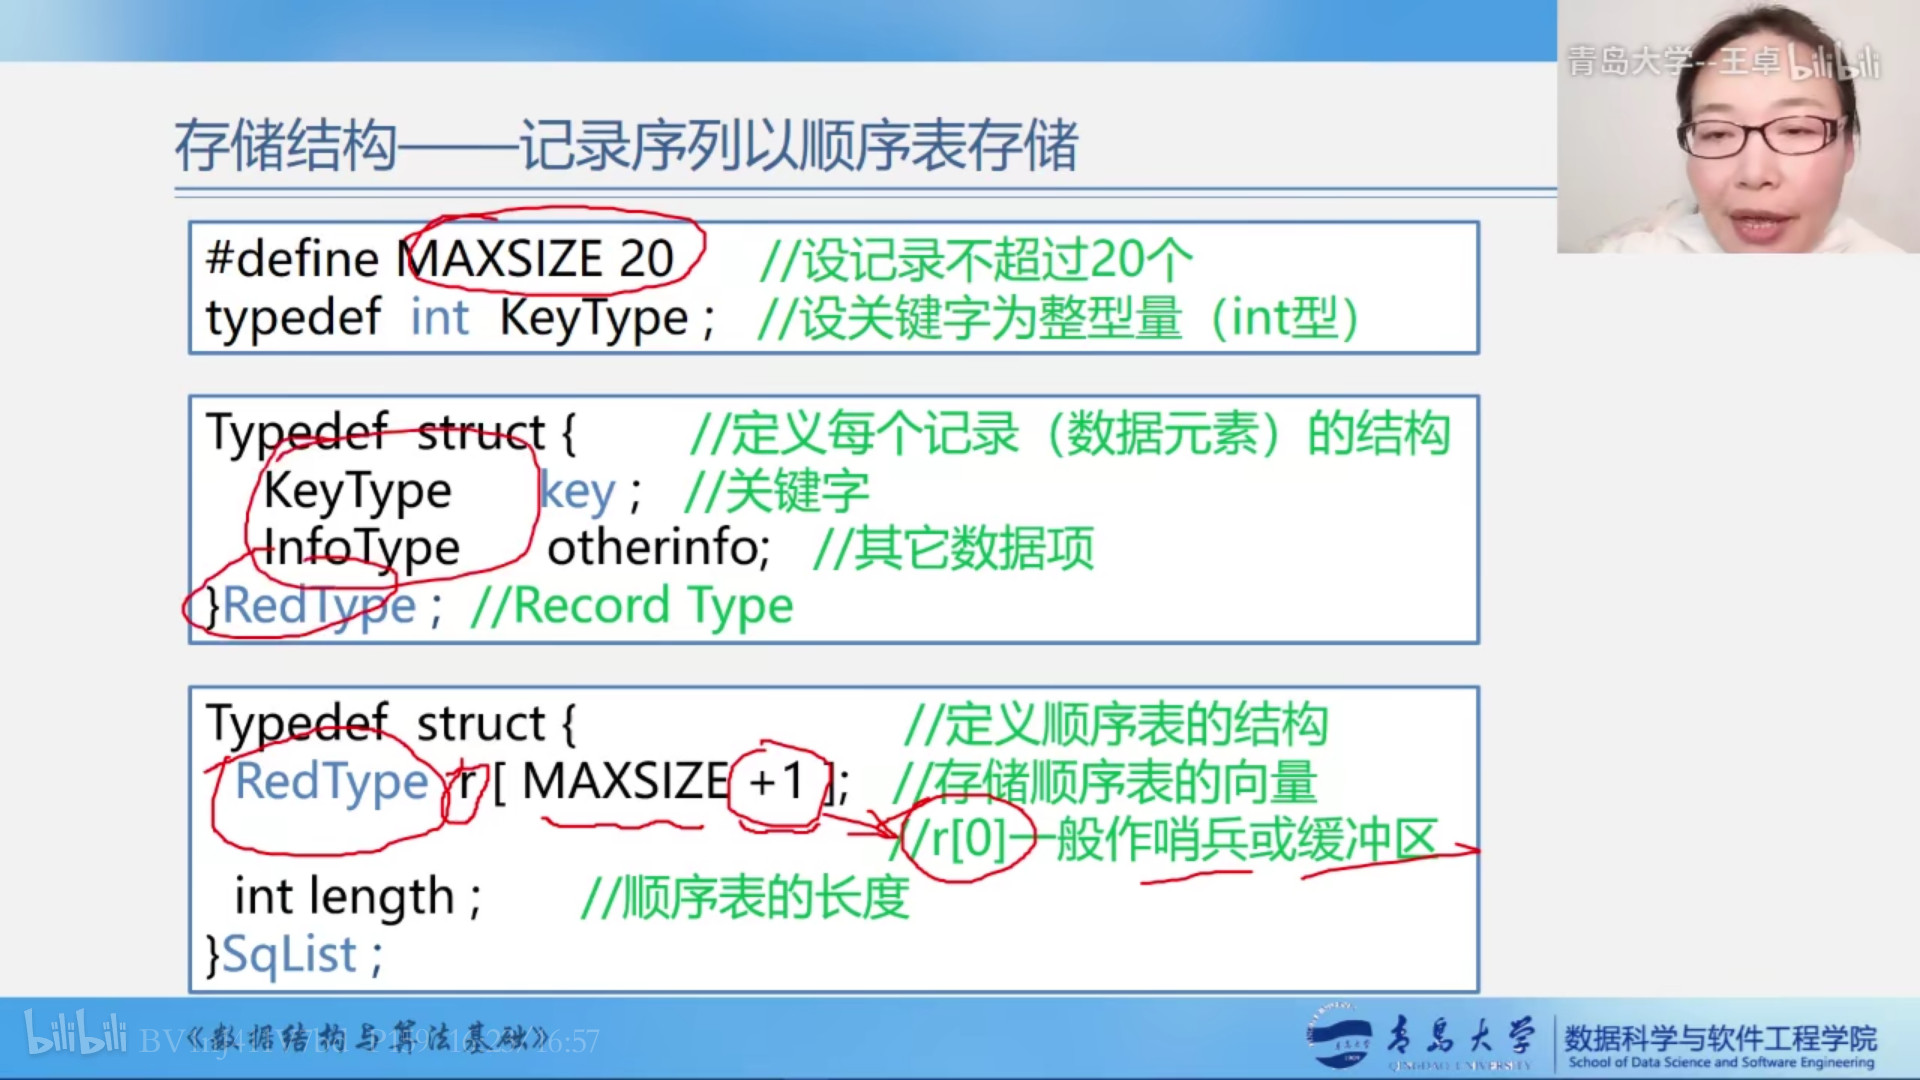 青岛大学--王卓 bilibili
存储结构——记录序列以顺序表存储
#define MAXSIZE 20 //设记录不超过20个
typedef int KeyType ; //设关键字为整型量（int型）
Typedef struct { //定义每个记录（数据元素）的结构
KeyType key ; //关键字
InfoType otherinfo; //其它数据项
}RedType ; //Record Type
Typedef struct { //定义顺序表的结构
RedType r [ MAXSIZE +1 ]; //存储顺序表的向量
//r[0]一般作哨兵或缓冲区
int length ; //顺序表的长度
}SqList ;
bilibili
《数据结构与算法基础》
16:57
青岛大学
QINGDAO UNIVERSITY
数据科学与软件工程学院
School of Data Science and Software Engineering